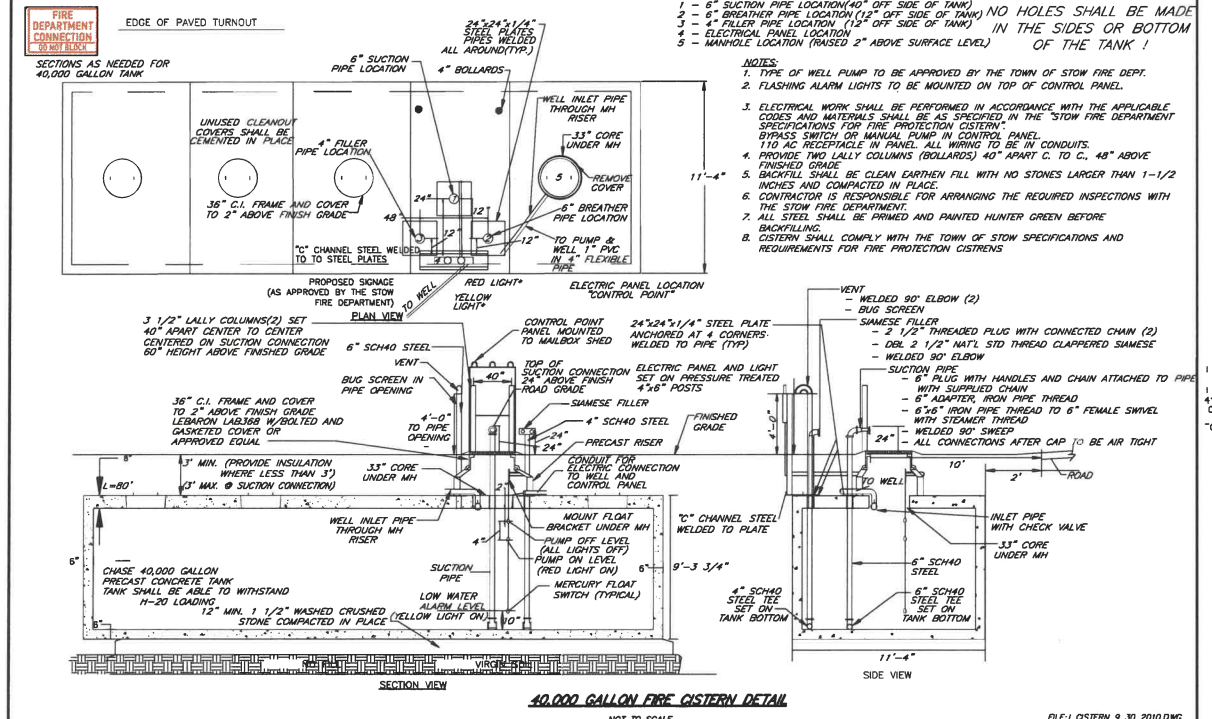 FIRE
DEPARTMENT
CONNECTION
DO NOT BLOCK
EDGE OF PAVED TURNOUT
SECTIONS AS NEEDED FOR
40,000 GALLON TANK
24"x24"x1/4"
STEEL PLATES
PIPES WELDED
ALL AROUND(TYP.)
6" SUCTION
PIPE LOCATION
4" BOLLARDS
1 - 6" SUCTION PIPE LOCATION(40" OFF SIDE OF TANK)
2 - 6" BREATHER PIPE LOCATION (12" OFF SIDE OF TANK)
3 - 4" FILLER PIPE LOCATION (12" OFF SIDE OF TANK)
4 - ELECTRICAL PANEL LOCATION
5 - MANHOLE LOCATION (RAISED 2" ABOVE SURFACE LEVEL)
NO HOLES SHALL BE MADE
IN THE SIDES OR BOTTOM
OF THE TANK !
NOTES:
1. TYPE OF WELL PUMP TO BE APPROVED BY THE TOWN OF STOW FIRE DEPT.
2. FLASHING ALARM LIGHTS TO BE MOUNTED ON TOP OF CONTROL PANEL.
3. ELECTRICAL WORK SHALL BE PERFORMED IN ACCORDANCE WITH THE APPLICABLE
CODES AND MATERIALS SHALL BE AS SPECIFIED IN THE "STOW FIRE DEPARTMENT
SPECIFICATIONS FOR FIRE PROTECTION CISTERN".
BYPASS SWITCH OR MANUAL PUMP IN CONTROL PANEL.
110 AC RECEPTACLE IN PANEL. ALL WIRING TO BE IN CONDUITS.
4. PROVIDE TWO LALLY COLUMNS (BOLLARDS) 40" APART C. TO C., 48" ABOVE
FINISHED GRADE
5. BACKFILL SHALL BE CLEAN EARTHEN FILL WITH NO STONES LARGER THAN 1-1/2
INCHES AND COMPACTED IN PLACE.
6. CONTRACTOR IS RESPONSIBLE FOR ARRANGING THE REQUIRED INSPECTIONS WITH
THE STOW FIRE DEPARTMENT.
7. ALL STEEL SHALL BE PRIMED AND PAINTED HUNTER GREEN BEFORE
BACKFILLING.
8. CISTERN SHALL COMPLY WITH THE TOWN OF STOW SPECIFICATIONS AND
REQUIREMENTS FOR FIRE PROTECTION CISTRENS
UNUSED CLEANOUT
COVERS SHALL BE
CEMENTED IN PLACE
4" FILLER
PIPE LOCATION
WELL INLET PIPE
THROUGH MH
RISER
33" CORE
UNDER MH
5
REMOVE
COVER
11'-4"
36" C.I. FRAME AND COVER
TO 2" ABOVE FINISH GRADE
24"
48"
12"
6" BREATHER
PIPE LOCATION
12"
12"
"C" CHANNEL STEEL WELDED
TO TO STEEL PLATES
4
TO PUMP &
WELL 1" PVC
IN 4" FLEXIBLE
PIPE
PROPOSED SIGNAGE
(AS APPROVED BY THE STOW
FIRE DEPARTMENT)
TO WELL
RED LIGHT*
YELLOW
LIGHT*
ELECTRIC PANEL LOCATION
"CONTROL POINT"
PLAN VIEW
3 1/2" LALLY COLUMNS(2) SET
40" APART CENTER TO CENTER
CENTERED ON SUCTION CONNECTION
60" HEIGHT ABOVE FINISHED GRADE
6" SCH40 STEEL
VENT
BUG SCREEN IN
PIPE OPENING
CONTROL POINT
PANEL MOUNTED
TO MAILBOX SHED
TOP OF
SUCTION CONNECTION
24" ABOVE FINISH
ROAD GRADE
40"
24"x24"x1/4" STEEL PLATE
ANCHORED AT 4 CORNERS
WELDED TO PIPE (TYP)
ELECTRIC PANEL AND LIGHT
SET ON PRESSURE TREATED
4"x6" POSTS
36" C.I. FRAME AND COVER
TO 2" ABOVE FINISH GRADE
LEBARON LAB368 W/BOLTED AND
GASKETED COVER OR
APPROVED EQUAL
4'-0"
TO PIPE
OPENING
SIAMESE FILLER
4" SCH40 STEEL
24"
24"
PRECAST RISER
FINISHED
GRADE
8"
3' MIN. (PROVIDE INSULATION
WHERE LESS THAN 3')
(3' MAX. @ SUCTION CONNECTION)
33" CORE
UNDER MH
CONDUIT FOR
ELECTRIC CONNECTION
TO WELL AND
CONTROL PANEL
L=80'
WELL INLET PIPE
THROUGH MH
RISER
2'
MOUNT FLOAT
BRACKET UNDER MH
4"
PUMP OFF LEVEL
(ALL LIGHTS OFF)
PUMP ON LEVEL
(RED LIGHT ON)
6"
CHASE 40,000 GALLON
PRECAST CONCRETE TANK
TANK SHALL BE ABLE TO WITHSTAND
H-20 LOADING
SUCTION
PIPE
6"
9'-3 3/4"
LOW WATER
ALARM LEVEL
(YELLOW LIGHT ON)
MERCURY FLOAT
SWITCH (TYPICAL)
12" MIN. 1 1/2" WASHED CRUSHED
STONE COMPACTED IN PLACE
10"
6"
NO FILL
VIRGIN SOIL
SECTION VIEW
VENT
- WELDED 90° ELBOW (2)
- BUG SCREEN
SIAMESE FILLER
- 2 1/2" THREADED PLUG WITH CONNECTED CHAIN (2)
- DBL 2 1/2" NAT'L STD THREAD CLAPPERED SIAMESE
- WELDED 90° ELBOW
SUCTION PIPE
- 6" PLUG WITH HANDLES AND CHAIN ATTACHED TO PIPE
WITH SUPPLIED CHAIN
- 6" ADAPTER, IRON PIPE THREAD
- 6"x6" IRON PIPE THREAD TO 6" FEMALE SWIVEL
WITH STEAMER THREAD
- WELDED 90° SWEEP
- ALL CONNECTIONS AFTER CAP TO BE AIR TIGHT
4'-0"
24"
10'
2'
ROAD
TO WELL
"C" CHANNEL STEEL
WELDED TO PLATE
INLET PIPE
WITH CHECK VALVE
33" CORE
UNDER MH
6" SCH40
STEEL
4" SCH40
STEEL TEE
SET ON
TANK BOTTOM
6" SCH40
STEEL TEE
SET ON
TANK BOTTOM
11'-4"
SIDE VIEW
40,000 GALLON FIRE CISTERN DETAIL
NOT TO SCALE
FILE:I_CISTERN_9_30_2010.DWG